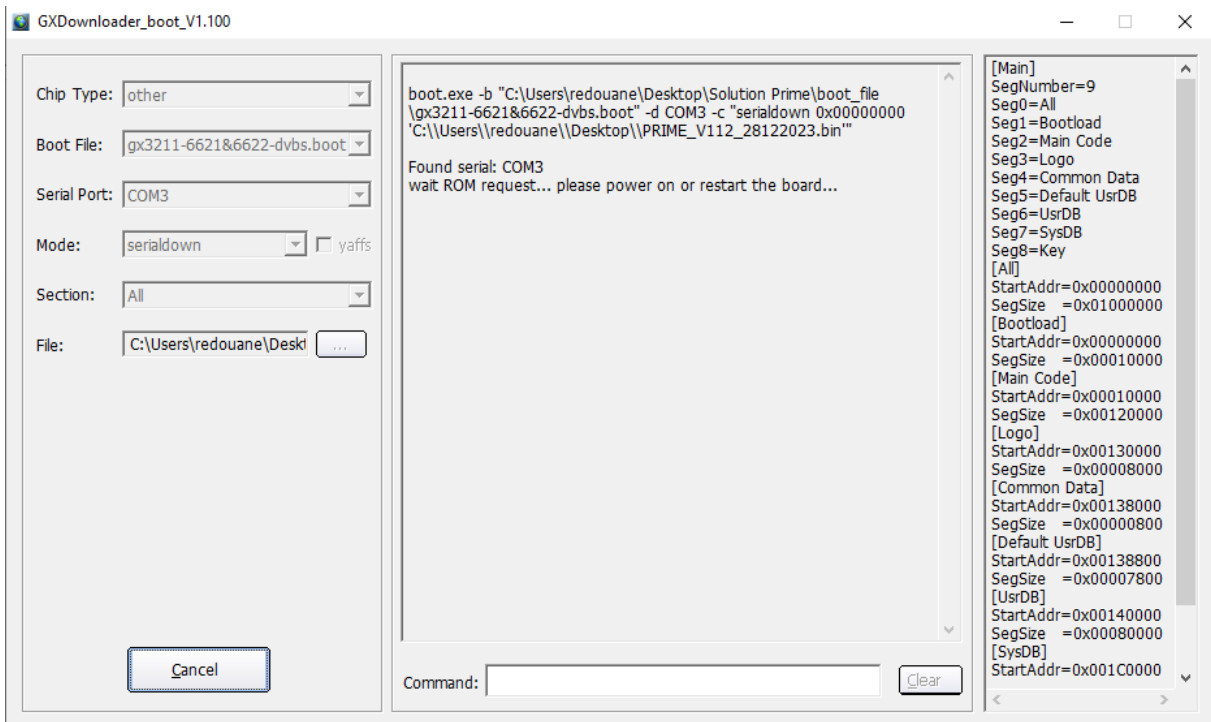 GXDownloader_boot_V1.100
Chip Type: other
Boot File: gx3211-6621&6622-dvbs.boot
Serial Port: COM3
Mode: serialdown yaffs
Section: All
File: C:\Users\redouane\Deskt ...
Cancel
boot.exe -b "C:\Users\redouane\Desktop\Solution Prime\boot_file
\gx3211-6621&6622-dvbs.boot" -d COM3 -c "serialdown 0x00000000
'C:\\Users\\redouane\\Desktop\\PRIME_V112_28122023.bin'"
Found serial: COM3
wait ROM request... please power on or restart the board...
Command:
Clear
[Main]
SegNumber=9
Seg0=All
Seg1=Bootload
Seg2=Main Code
Seg3=Logo
Seg4=Common Data
Seg5=Default UsrDB
Seg6=UsrDB
Seg7=SysDB
Seg8=Key
[All]
StartAddr=0x00000000
SegSize =0x01000000
[Bootload]
StartAddr=0x00000000
SegSize =0x00010000
[Main Code]
StartAddr=0x00010000
SegSize =0x00120000
[Logo]
StartAddr=0x00130000
SegSize =0x00008000
[Common Data]
StartAddr=0x00138000
SegSize =0x00000800
[Default UsrDB]
StartAddr=0x00138800
SegSize =0x00007800
[UsrDB]
StartAddr=0x00140000
SegSize =0x00080000
[SysDB]
StartAddr=0x001C0000